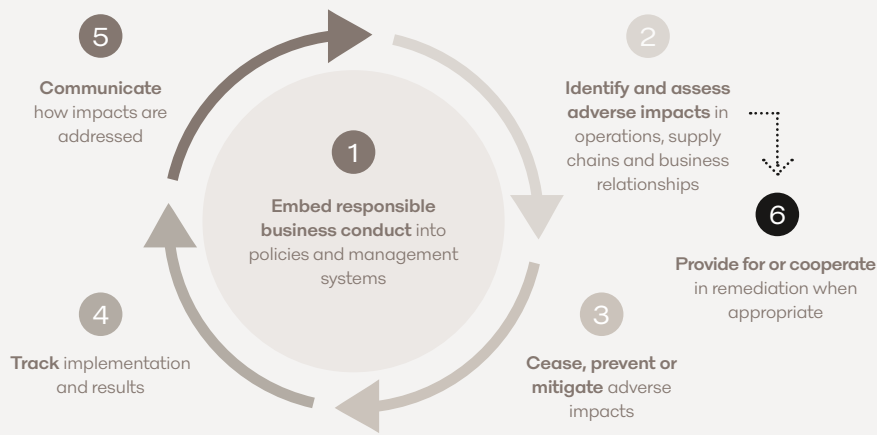 1
Embed responsible
business conduct into
policies and management
systems
2
Identify and assess
adverse impacts in
operations, supply
chains and business
relationships
3
Cease, prevent or
mitigate adverse
impacts
4
Track implementation
and results
5
Communicate
how impacts are
addressed
6
Provide for or cooperate
in remediation when
appropriate